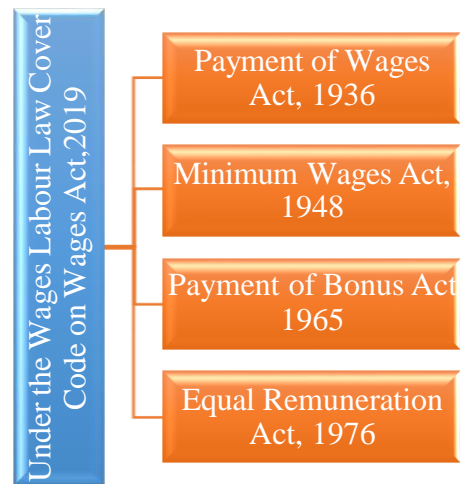 Under the Wages Labour Law Cover
Code on Wages Act,2019
Payment of Wages
Act, 1936
Minimum Wages Act,
1948
Payment of Bonus Act
1965
Equal Remuneration
Act, 1976